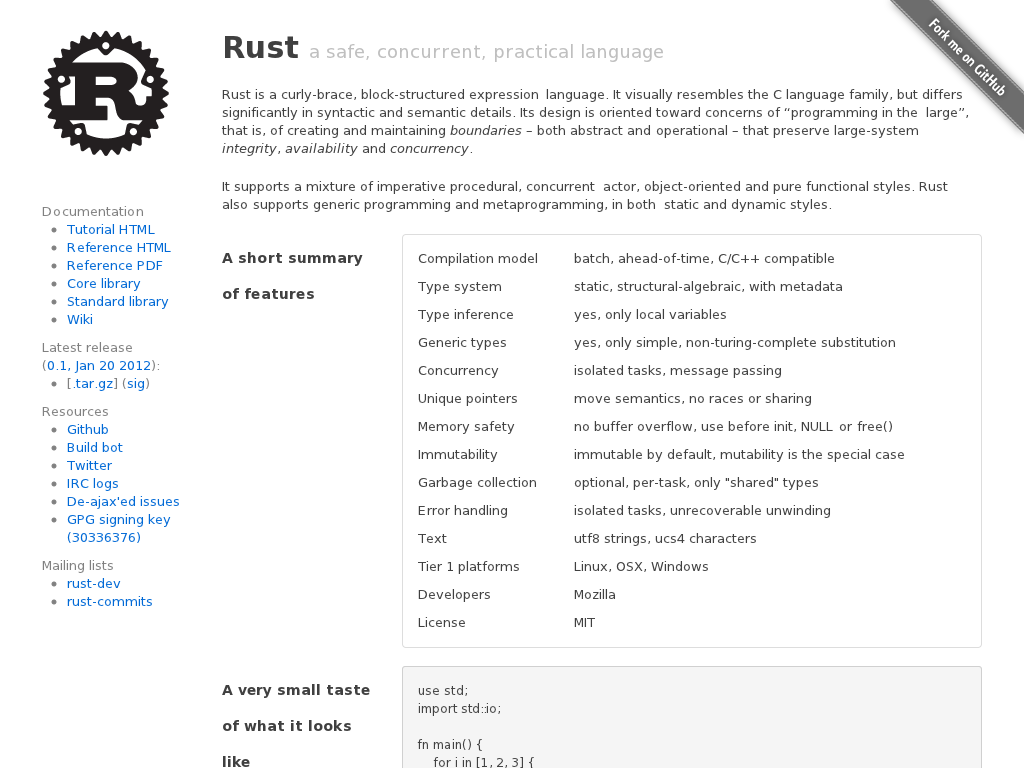 Rust a safe, concurrent, practical language
Fork me on GitHub
Rust is a curly-brace, block-structured expression language. It visually resembles the C language family, but differs
significantly in syntactic and semantic details. Its design is oriented toward concerns of “programming in the large”,
that is, of creating and maintaining boundaries – both abstract and operational – that preserve large-system
integrity, availability and concurrency.
It supports a mixture of imperative procedural, concurrent actor, object-oriented and pure functional styles. Rust
also supports generic programming and metaprogramming, in both static and dynamic styles.
Documentation
Tutorial HTML
Reference HTML
Reference PDF
Core library
Standard library
Wiki
Latest release
(0.1, Jan 20 2012):
[.tar.gz] (sig)
Resources
Github
Build bot
Twitter
IRC logs
De-ajax'ed issues
GPG signing key
(30336376)
Mailing lists
rust-dev
rust-commits
A short summary
of features
Compilation model batch, ahead-of-time, C/C++ compatible
Type system static, structural-algebraic, with metadata
Type inference yes, only local variables
Generic types yes, only simple, non-turing-complete substitution
Concurrency isolated tasks, message passing
Unique pointers move semantics, no races or sharing
Memory safety no buffer overflow, use before init, NULL or free()
Immutability immutable by default, mutability is the special case
Garbage collection optional, per-task, only "shared" types
Error handling isolated tasks, unrecoverable unwinding
Text utf8 strings, ucs4 characters
Tier 1 platforms Linux, OSX, Windows
Developers Mozilla
License MIT
A very small taste
of what it looks
like
use std;
import std::io;
fn main() {
for i in [1, 2, 3] {